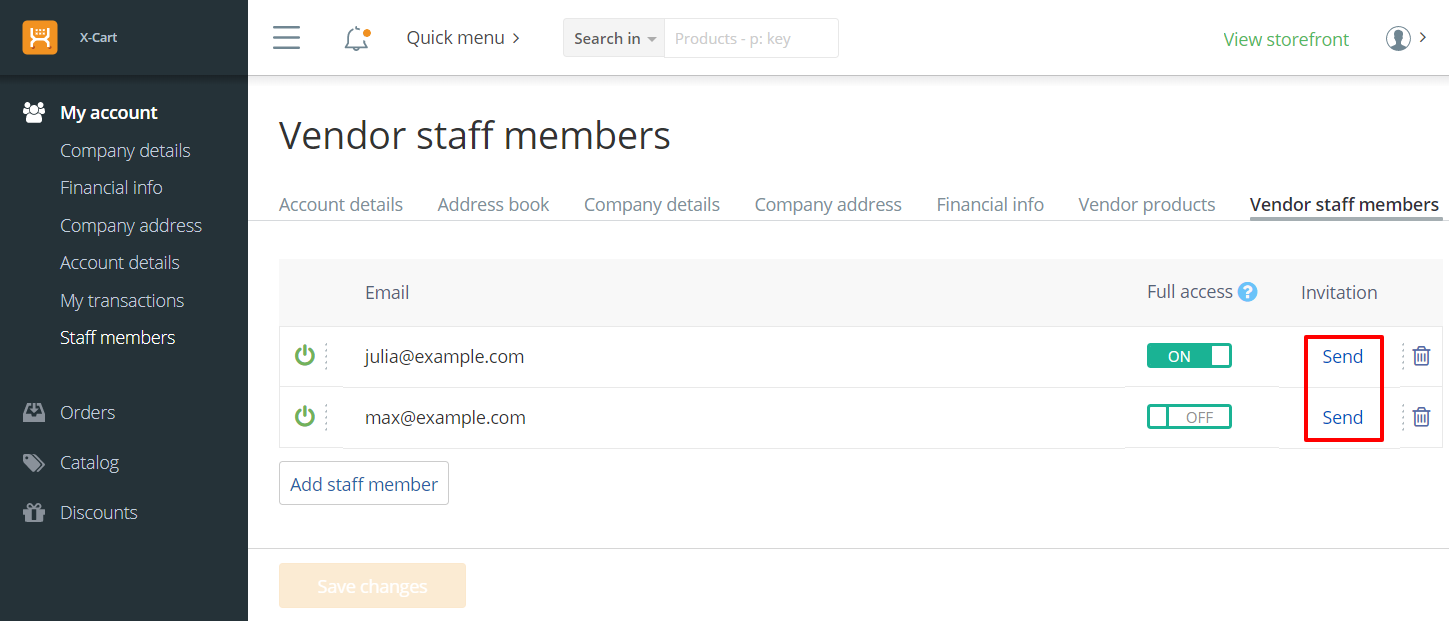 X-Cart
My account
Company details
Financial info
Company address
Account details
My transactions
Staff members
Orders
Catalog
Discounts
Quick menu
Search in Products - p: key
View storefront
Vendor staff members
Account details Address book Company details Company address Financial info Vendor products Vendor staff members
Email Full access ? Invitation
julia@example.com ON Send
max@example.com OFF Send
Add staff member
Save changes